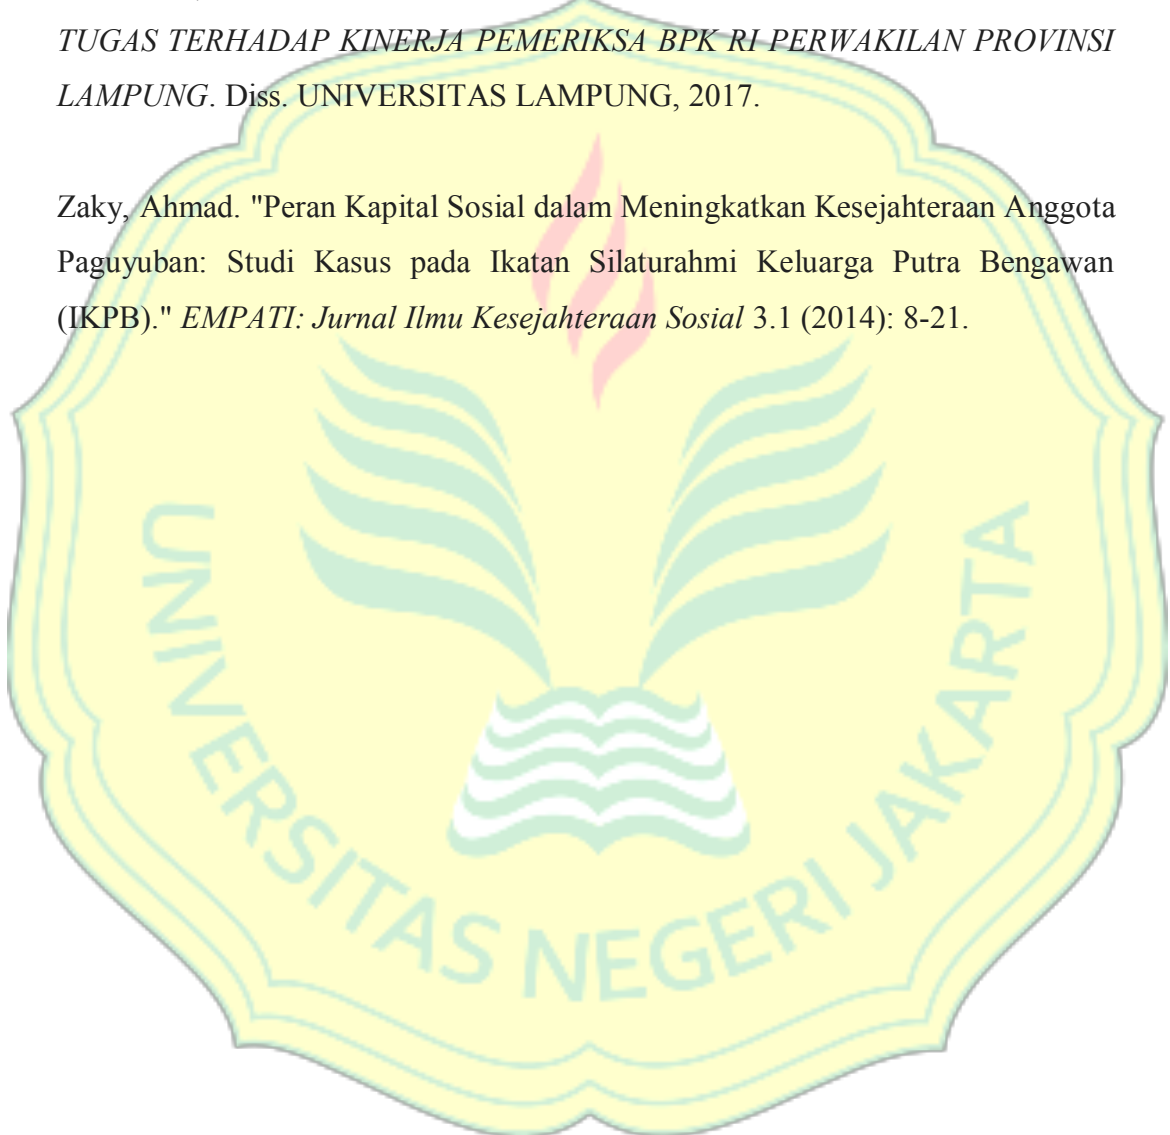 TUGAS TERHADAP KINERJA PEMERIKSA BPK RI PERWAKILAN PROVINSI
LAMPUNG. Diss. UNIVERSITAS LAMPUNG, 2017.
Zaky, Ahmad. "Peran Kapital Sosial dalam Meningkatkan Kesejahteraan Anggota
Paguyuban: Studi Kasus pada Ikatan Silaturahmi Keluarga Putra Bengawan
(IKPB)." EMPATI: Jurnal Ilmu Kesejahteraan Sosial 3.1 (2014): 8-21.
UNIVERSITAS NEGERI JAKARTA